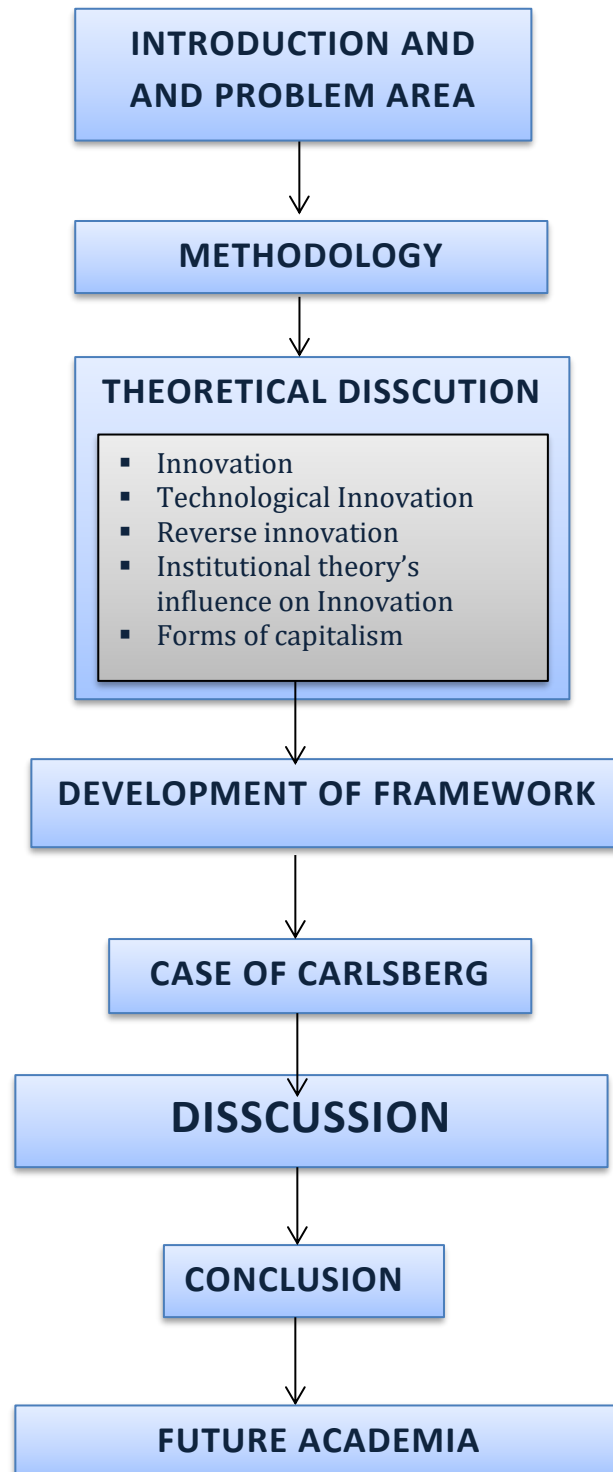 INTRODUCTION AND
AND PROBLEM AREA
METHODOLOGY
THEORETICAL DISSCUTION
▪ Innovation
▪ Technological Innovation
▪ Reverse innovation
▪ Institutional theory’s
influence on Innovation
▪ Forms of capitalism
DEVELOPMENT OF FRAMEWORK
CASE OF CARLSBERG
DISSCUSSION
CONCLUSION
FUTURE ACADEMIA